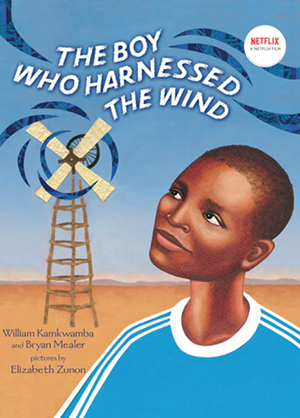 NETFLIX
A NETFLIX FILM
THE BOY
WHO HARNESSED
THE WIND
William Kamkwamba
and Bryan Mealer
pictures by
Elizabeth Zunon